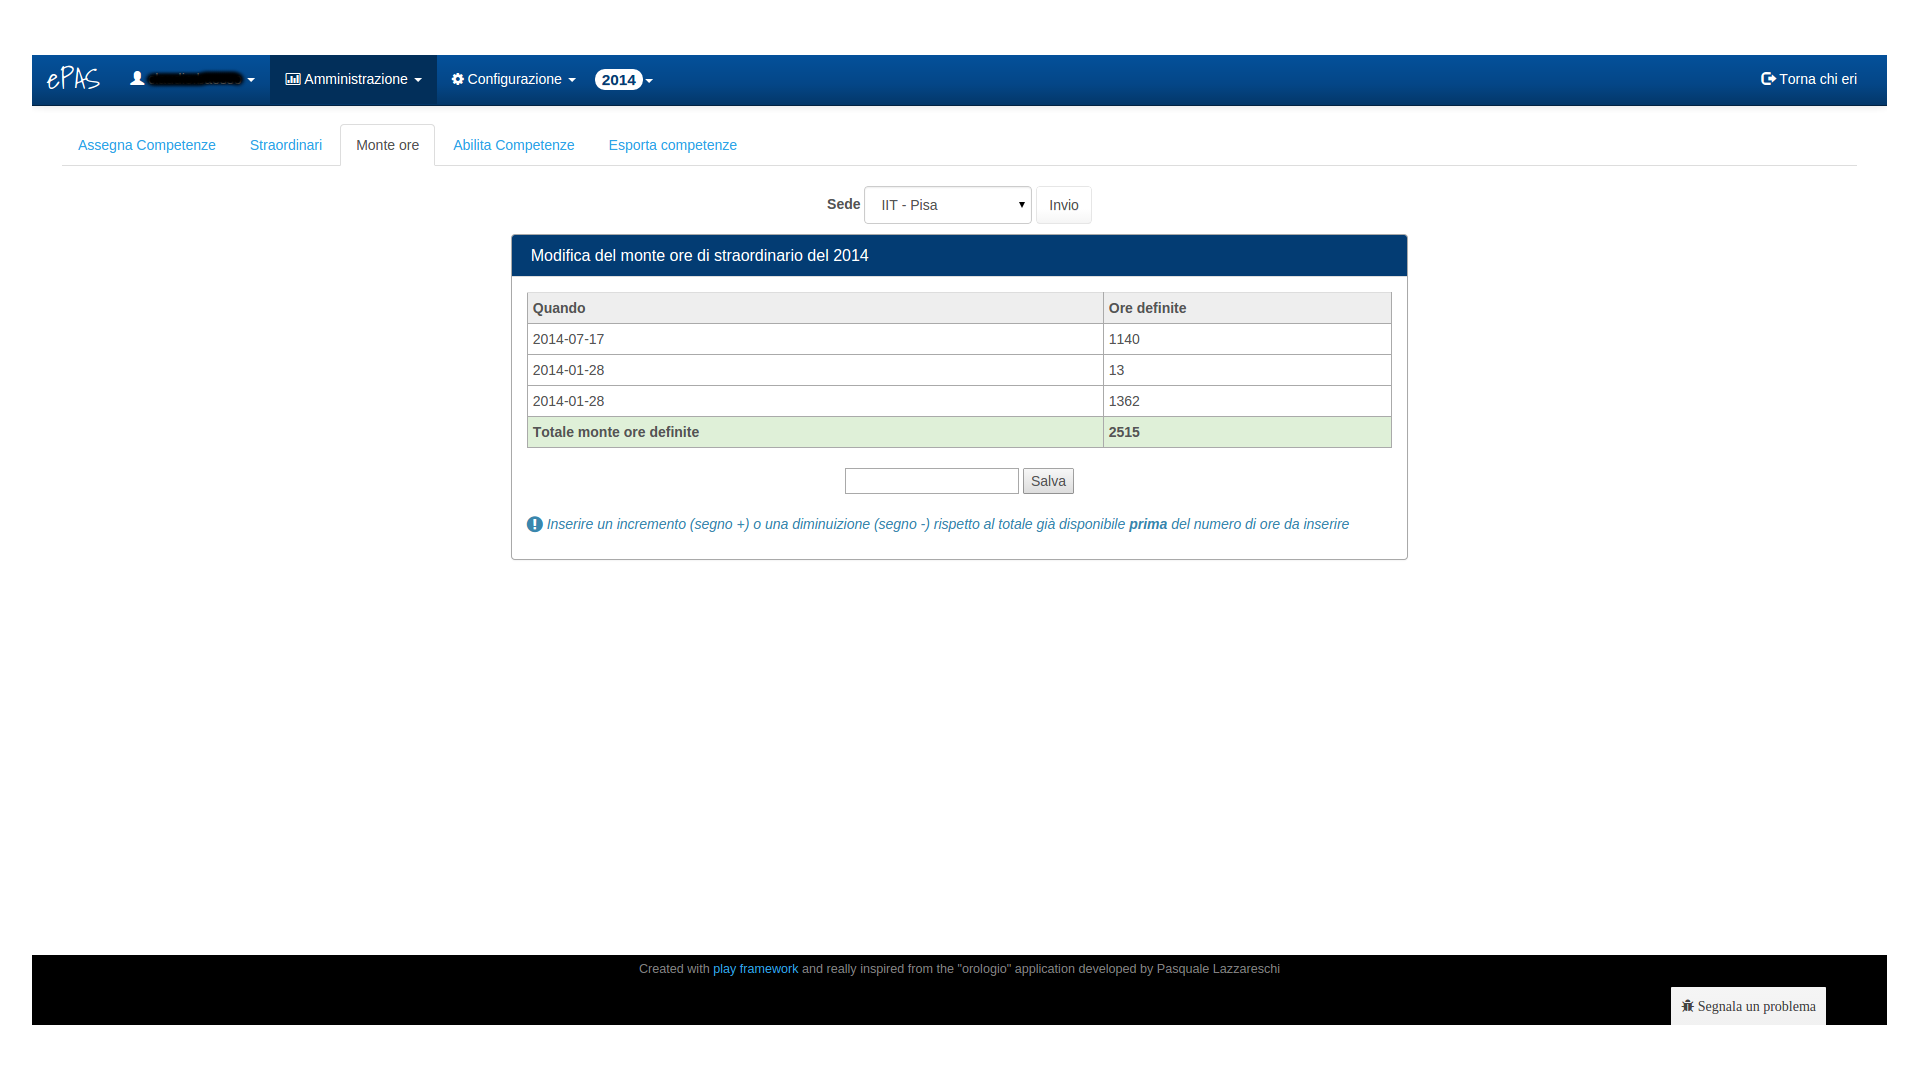 ePAS Amministrazione Configurazione 2014 Torna chi eri
Assegna Competenze Straordinari Monte ore Abilita Competenze Esporta competenze
Sede IIT - Pisa Invio
Modifica del monte ore di straordinario del 2014
Quando Ore definite
2014-07-17 1140
2014-01-28 13
2014-01-28 1362
Totale monte ore definite 2515
Salva
Inserire un incremento (segno +) o una diminuizione (segno -) rispetto al totale già disponibile prima del numero di ore da inserire
Created with play framework and really inspired from the "orologio" application developed by Pasquale Lazzareschi
Segnala un problema